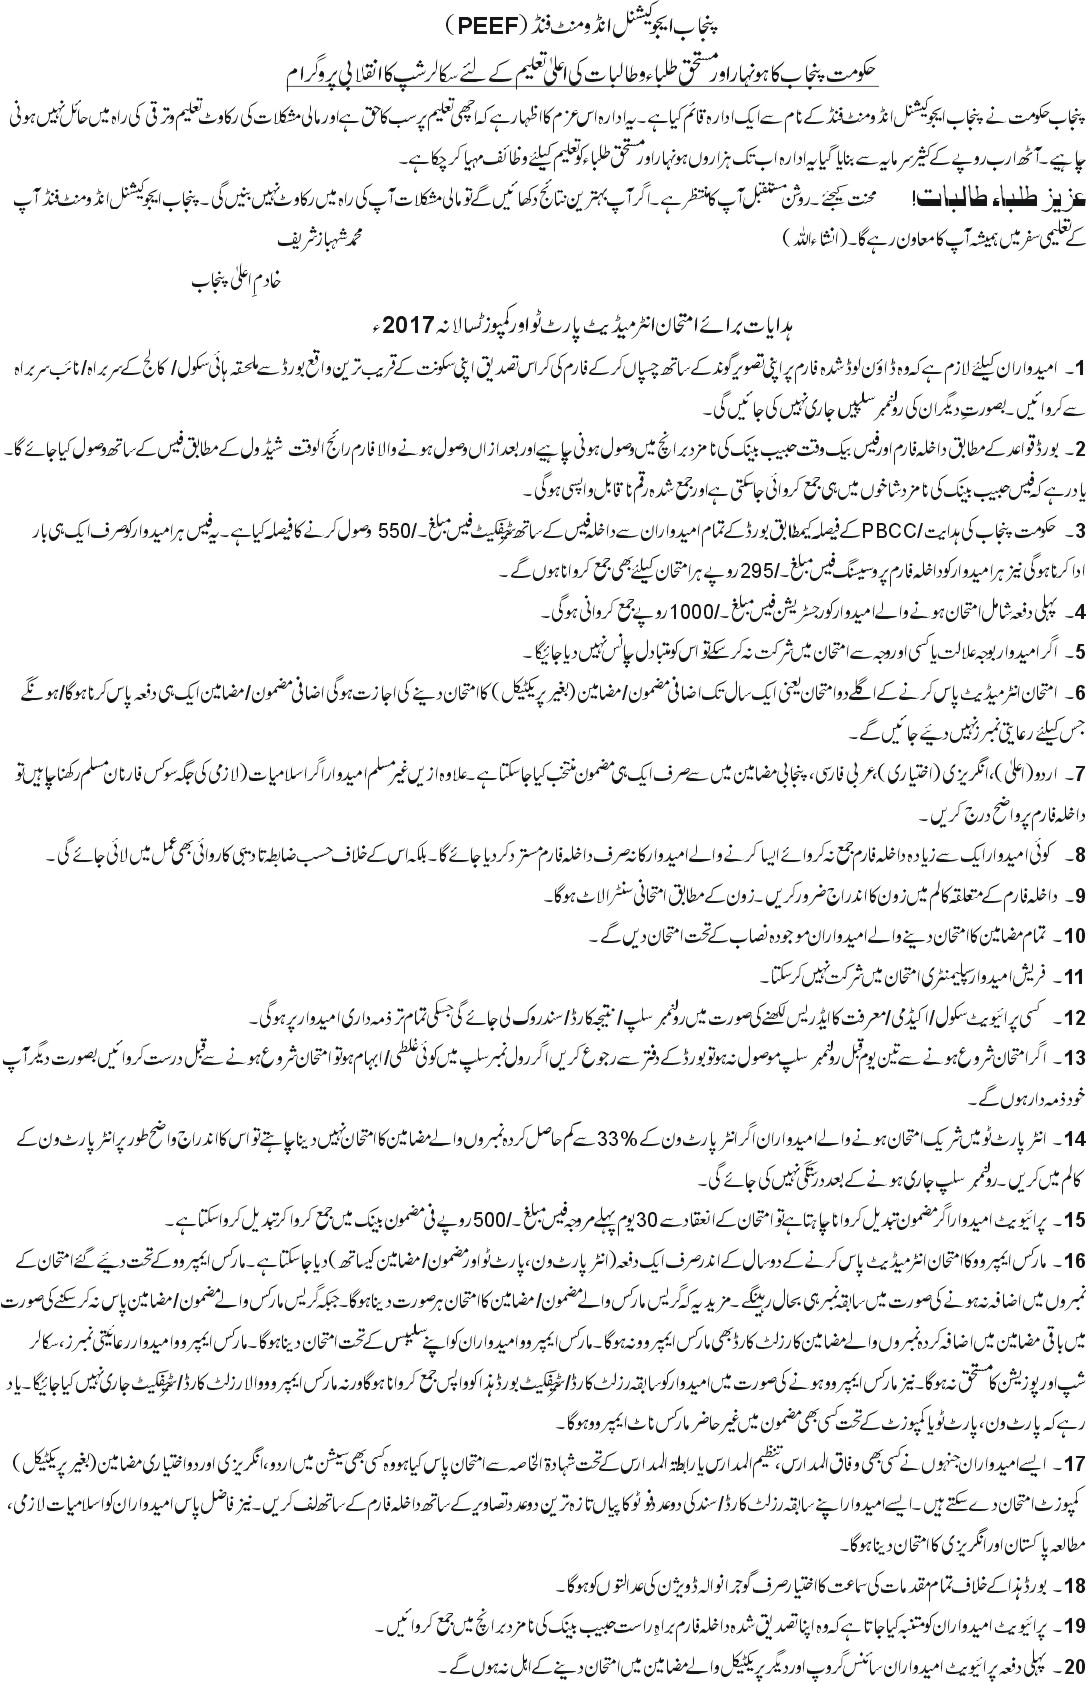 پنجاب ایجوکیشنل انڈومنٹ فنڈ (PEEF)
حکومت پنجاب کا ہونہار اور مستحق طلباء و طالبات کی اعلیٰ تعلیم کے لئے سکالرشپ کا انقلابی پروگرام
پنجاب حکومت نے پنجاب ایجوکیشنل انڈومنٹ فنڈ کے نام سے ایک ادارہ قائم کیا ہے۔ یہ ادارہ اس عزم کا اظہار ہے کہ اچھی تعلیم پر سب کا حق ہے اور مالی مشکلات کی رکاوٹ تعلیم و ترقی کی راہ میں حائل نہیں ہونی
چاہیے۔ آٹھ ارب روپے کے کثیر سرمایہ سے بنایا گیا یہ ادارہ اب تک ہزاروں ہونہار اور مستحق طلباء کو تعلیم کیلئے وظائف مہیا کر چکا ہے۔
عزیز طلباء طالبات! محنت کیجئے۔ روشن مستقبل آپ کا منتظر ہے۔ اگر آپ بہترین نتائج دکھائیں گے تو مالی مشکلات آپ کی راہ میں رکاوٹ نہیں بنیں گی۔ پنجاب ایجوکیشنل انڈومنٹ فنڈ آپ
کے تعلیمی سفر میں ہمیشہ آپ کا معاون رہے گا۔ (انشاءاللہ) محمد شہباز شریف
خادمِ اعلیٰ پنجاب
ہدایات برائے امتحان انٹرمیڈیٹ پارٹ ٹو اور کمپوزٹ سالانہ 2017ء
1۔ امیدواران کیلئے لازم ہے کہ وہ ڈاؤن لوڈ شدہ فارم پر اپنی تصویر گوند کے ساتھ چسپاں کر کے فارم کی کراس تصدیق اپنی سکونت کے قریب ترین واقع بورڈ سے ملحقہ ہائی سکول/ کالج کے سربراہ/نائب سربراہ
سے کروائیں۔ بصورتِ دیگر ان کی رولنمبر سلپیں جاری نہیں کی جائیں گی۔
2۔ بورڈ قواعد کے مطابق داخلہ فارم اور فیس بیک وقت حبیب بینک کی نامزد برانچ میں وصول ہونی چاہیے اور بعد ازاں وصول ہونے والا فارم رائج الوقت شیڈول کے مطابق فیس کے ساتھ وصول کیا جائے گا۔
یاد رہے کہ فیس حبیب بینک کی نامزد شاخوں میں ہی جمع کروائی جا سکتی ہے اور جمع شدہ رقم ناقابل واپسی ہوگی۔
3۔ حکومت پنجاب کی ہدایت/PBCC کے فیصلہ کیمطابق بورڈ کے تمام امیدواران سے داخلہ فیس کے ساتھ سرٹیفکیٹ فیس مبلغ۔/550 وصول کرنے کا فیصلہ کیا ہے۔ یہ فیس ہر امیدوار کو صرف ایک ہی بار
ادا کرنا ہوگی نیز ہر امیدوار کو داخلہ فارم پروسیسنگ فیس مبلغ۔/295 روپے ہر امتحان کیلئے بھی جمع کروانا ہوں گے۔
4۔ پہلی دفعہ شامل امتحان ہونے والے امیدوار کو رجسٹریشن فیس مبلغ۔/1000 روپے جمع کروانی ہوگی۔
5۔ اگر امیدوار بوجہ علالت یا کسی اور وجہ سے امتحان میں شرکت نہ کر سکے تو اس کو متبادل چانس نہیں دیا جائیگا۔
6۔ امتحان انٹرمیڈیٹ پاس کرنے کے اگلے دو امتحان یعنی ایک سال تک اضافی مضمون/مضامین (بغیر پریکٹیکل) کا امتحان دینے کی اجازت ہوگی اضافی مضمون/مضامین ایک ہی دفعہ پاس کرنا ہوگا/ہونگے
جس کیلئے رعایتی نمبرز نہیں دئیے جائیں گے۔
7۔ اردو (اعلیٰ)، انگریزی (اختیاری)، عربی فارسی، پنجابی مضامین میں سے صرف ایک ہی مضمون منتخب کیا جاسکتا ہے۔ علاوہ ازیں غیر مسلم امیدوار اگر اسلامیات (لازمی کی جگہ سوکس فار نان مسلم رکھنا چاہیں تو
داخلہ فارم پر واضح درج کریں۔
8۔ کوئی امیدوار ایک سے زیادہ داخلہ فارم جمع نہ کروائے ایسا کرنے والے امیدوار کا نہ صرف داخلہ فارم مسترد کر دیا جائے گا۔ بلکہ اس کے خلاف حسب ضابطہ تادیبی کاروائی بھی عمل میں لائی جائے گی۔
9۔ داخلہ فارم کے متعلقہ کالم میں زون کا اندراج ضرور کریں۔ زون کے مطابق امتحانی سنٹر الاٹ ہوگا۔
10۔ تمام مضامین کا امتحان دینے والے امیدواران موجودہ نصاب کے تحت امتحان دیں گے۔
11۔ فریش امیدوار سپلیمنٹری امتحان میں شرکت نہیں کرسکتا۔
12۔ کسی پرائیویٹ سکول/اکیڈمی/معرفت کا ایڈریس لکھنے کی صورت میں رولنمبر سلپ/ نتیجہ کارڈ/سند روک لی جائے گی جسکی تمام تر ذمہ داری امیدوار پر ہوگی۔
13۔ اگر امتحان شروع ہونے سے تین یوم قبل رولنمبر سلپ موصول نہ ہو تو بورڈ کے دفتر سے رجوع کریں اگر رول نمبر سلپ میں کوئی غلطی/ابہام ہو تو امتحان شروع ہونے سے قبل درست کروائیں بصورت دیگر آپ
خود ذمہ دار ہوں گے۔
14۔ انٹر پارٹ ٹو میں شریک امتحان ہونے والے امیدواران اگر انٹر پارٹ ون کے %33 سے کم حاصل کردہ نمبروں والے مضامین کا امتحان نہیں دینا چاہتے تو اس کا اندراج واضح طور پر انٹر پارٹ ون کے
کالم میں کریں۔ رولنمبر سلپ جاری ہونے کے بعد درستگی نہیں کی جائے گی۔
15۔ پرائیویٹ امیدوار اگر مضمون تبدیل کروانا چاہتا ہے تو امتحان کے انعقاد سے 30 یوم پہلے مروجہ فیس مبلغ۔/500 روپے فی مضمون بینک میں جمع کروا کر تبدیل کروا سکتا ہے۔
16۔ مارکس ایمپروو کا امتحان انٹرمیڈیٹ پاس کرنے کے دو سال کے اندر صرف ایک دفعہ (انٹر پارٹ ون، پارٹ ٹو اور مضمون/مضامین کیساتھ) دیا جا سکتا ہے۔ مارکس ایمپروو کے تحت دیئے گئے امتحان کے
نمبروں میں اضافہ نہ ہونے کی صورت میں سابقہ نمبر ہی بحال رہینگے۔ مزید یہ کہ گریس مارکس والے مضمون/مضامین کا امتحان ہر صورت دینا ہوگا۔ جبکہ گریس مارکس والے مضمون/مضامین پاس نہ کر سکنے کی صورت
میں باقی مضامین میں اضافہ کردہ نمبروں والے مضامین کا رزلٹ کارڈ بھی مارکس ایمپروو نہ ہوگا۔ مارکس ایمپروو امیدواران کو اپنے سلیبس کے تحت امتحان دینا ہوگا۔ مارکس ایمپروو امیدوار رعائیتی نمبرز، سکالر
شپ اور پوزیشن کا مستحق نہ ہوگا۔ نیز مارکس ایمپروو ہونے کی صورت میں امیدوار کو سابقہ رزلٹ کارڈ/سرٹیفکیٹ بورڈ ہذا کو واپس جمع کروانا ہوگا ورنہ مارکس ایمپروو والا رزلٹ کارڈ/سرٹیفکیٹ جاری نہیں کیا جائیگا۔ یاد
رہے کہ پارٹ ون، پارٹ ٹو یا کمپوزٹ کے تحت کسی بھی مضمون میں غیر حاضر مارکس ناٹ ایمپروو ہوگا۔
17۔ ایسے امیدواران جنہوں نے کسی بھی وفاق المدارس، تنظیم المدارس یا رابطۃ المدارس کے تحت شہادۃ الخاصہ سے امتحان پاس کیا ہو وہ کسی بھی سیشن میں اردو، انگریزی اور دو اختیاری مضامین (بغیر پریکٹیکل)
کمپوزٹ امتحان دے سکتے ہیں۔ ایسے امیدوار اپنے سابقہ رزلٹ کارڈ/سند کی دو عدد فوٹو کاپیاں تازہ ترین دو عدد تصاویر کے ساتھ داخلہ فارم کے ساتھ لف کریں۔ نیز فاضل پاس امیدواران کو اسلامیات لازمی،
مطالعہ پاکستان اور انگریزی کا امتحان دینا ہوگا۔
18۔ بورڈ ہذا کے خلاف تمام مقدمات کی سماعت کا اختیار صرف گوجرانوالہ ڈویژن کی عدالتوں کو ہوگا۔
19۔ پرائیویٹ امیدواران کو متنبہ کیا جاتا ہے کہ وہ اپنا تصدیق شدہ داخلہ فارم براہِ راست حبیب بینک کی نامزد برانچ میں جمع کروائیں۔
20۔ پہلی دفعہ پرائیویٹ امیدواران سائنس گروپ اور دیگر پریکٹیکل والے مضامین میں امتحان دینے کے اہل نہ ہوں گے۔